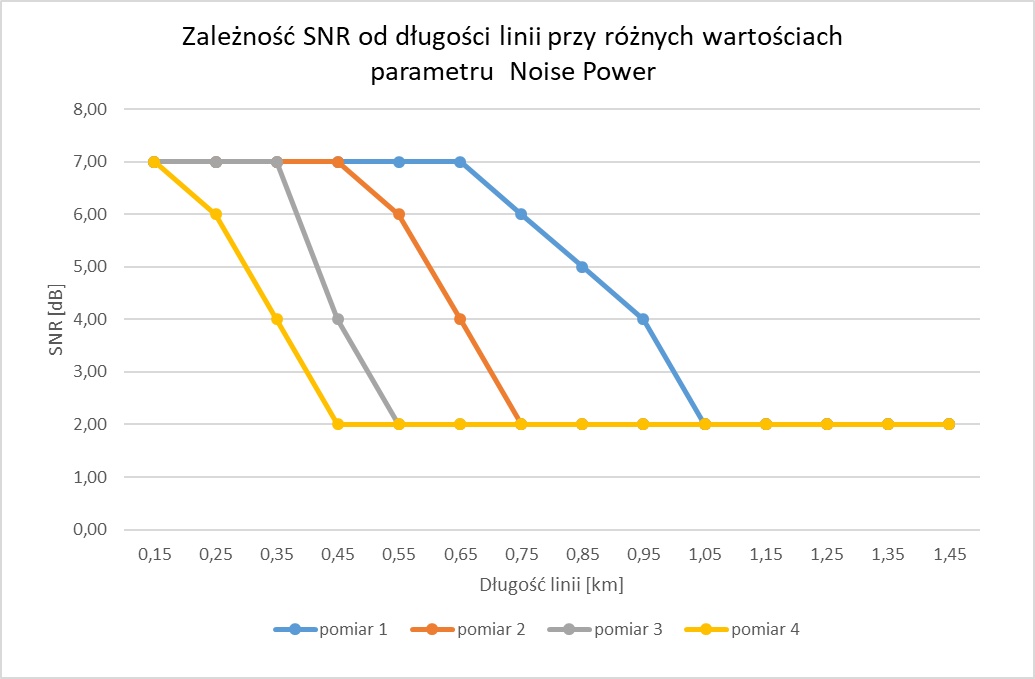 Zależność SNR od długości linii przy różnych wartościach
parametru Noise Power
8,00
7,00
6,00
5,00
4,00
3,00
2,00
1,00
0,00
SNR [dB]
0,15 0,25 0,35 0,45 0,55 0,65 0,75 0,85 0,95 1,05 1,15 1,25 1,35 1,45
Długość linii [km]
pomiar 1 pomiar 2 pomiar 3 pomiar 4